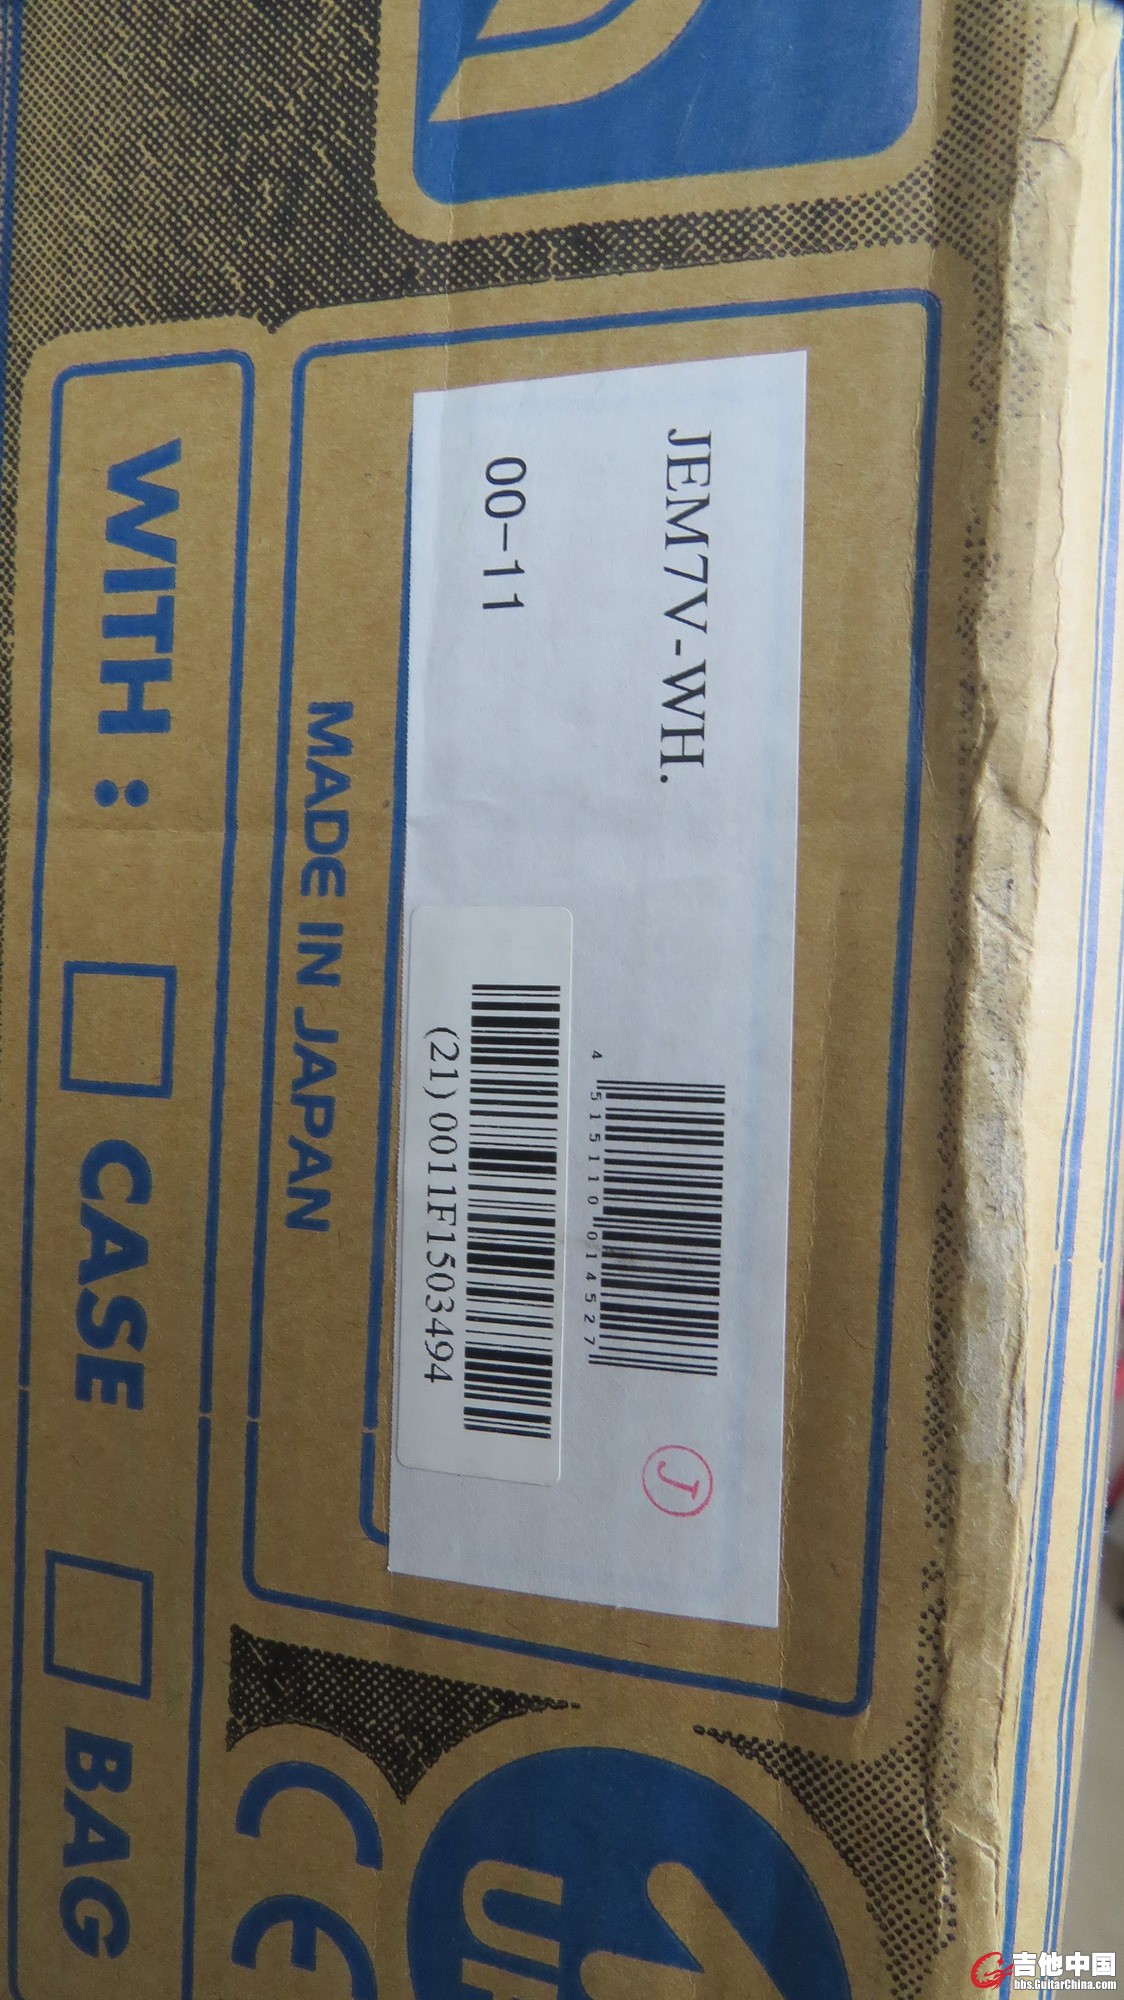 JEM7V-WH.
00-11
4 515110 014527
J
(21)0011F1503494
MADE IN JAPAN
WITH :
CASE
BAG
CE
吉他中国
bbs.GuitarChina.com